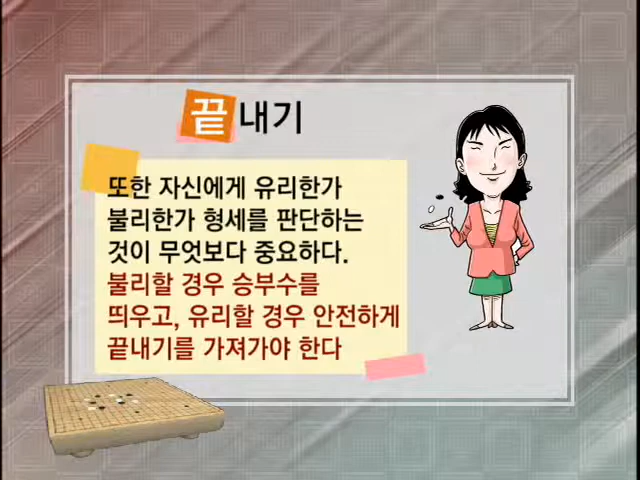 끝내기
또한 자신에게 유리한가
불리한가 형세를 판단하는
것이 무엇보다 중요하다.
불리할 경우 승부수를
띄우고, 유리할 경우 안전하게
끝내기를 가져가야 한다